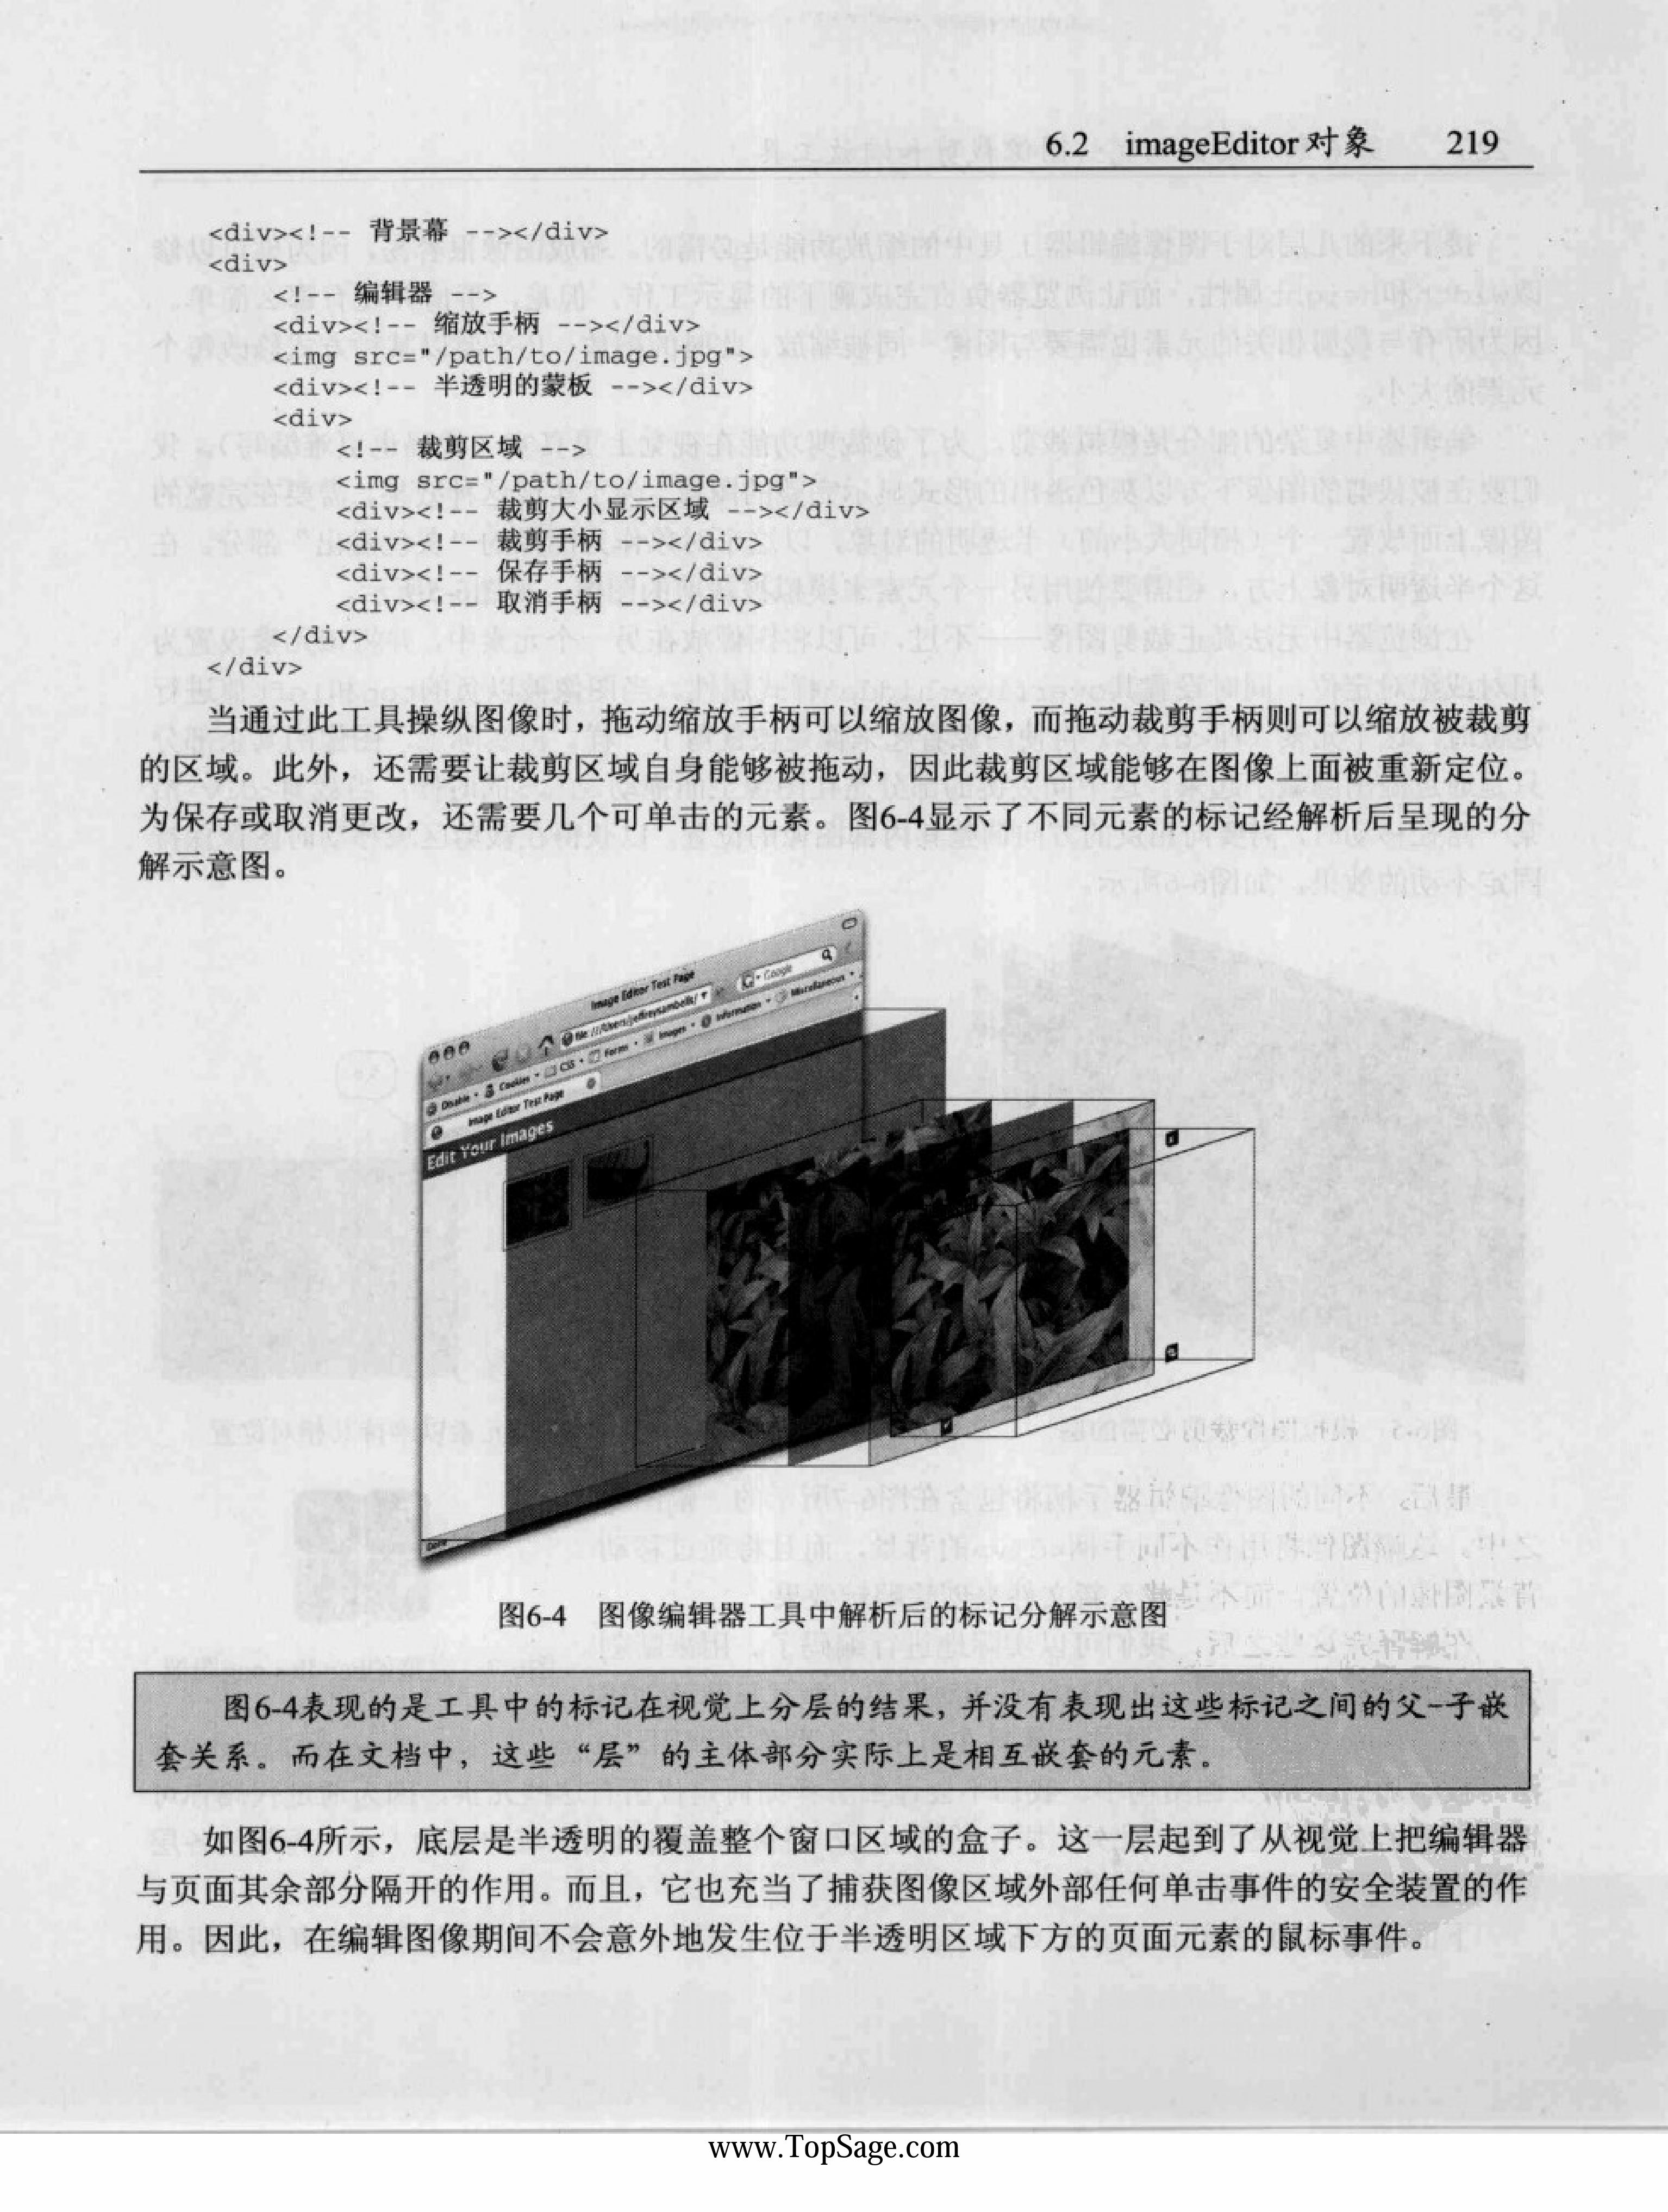 6.2 imageEditor对象 219
<div><!-- 背景幕 --></div>
<div>
<!-- 编辑器 -->
<div><!-- 缩放手柄 --></div>
<img src="/path/to/image.jpg">
<div><!-- 半透明的蒙板 --></div>
<div>
<!-- 裁剪区域 -->
<img src="/path/to/image.jpg">
<div><!-- 裁剪大小显示区域 --></div>
<div><!-- 裁剪手柄 --></div>
<div><!-- 保存手柄 --></div>
<div><!-- 取消手柄 --></div>
</div>
</div>
当通过此工具操纵图像时，拖动缩放手柄可以缩放图像，而拖动裁剪手柄则可以缩放被裁剪
的区域。此外，还需要让裁剪区域自身能够被拖动，因此裁剪区域能够在图像上面被重新定位。
为保存或取消更改，还需要几个可单击的元素。图6-4显示了不同元素的标记经解析后呈现的分
解示意图。
Image Editor Test Page
file:///Users/jeffreysambells/ Google
Disable Cookies CSS Forms Images Information Miscellaneous
Image Editor Test Page
Edit Your Images
Done
图6-4 图像编辑器工具中解析后的标记分解示意图
图6-4表现的是工具中的标记在视觉上分层的结果，并没有表现出这些标记之间的父-子嵌
套关系。而在文档中，这些“层”的主体部分实际上是相互嵌套的元素。
如图6-4所示，底层是半透明的覆盖整个窗口区域的盒子。这一层起到了从视觉上把编辑器
与页面其余部分隔开的作用。而且，它也充当了捕获图像区域外部任何单击事件的安全装置的作
用。因此，在编辑图像期间不会意外地发生位于半透明区域下方的页面元素的鼠标事件。
www.TopSage.com